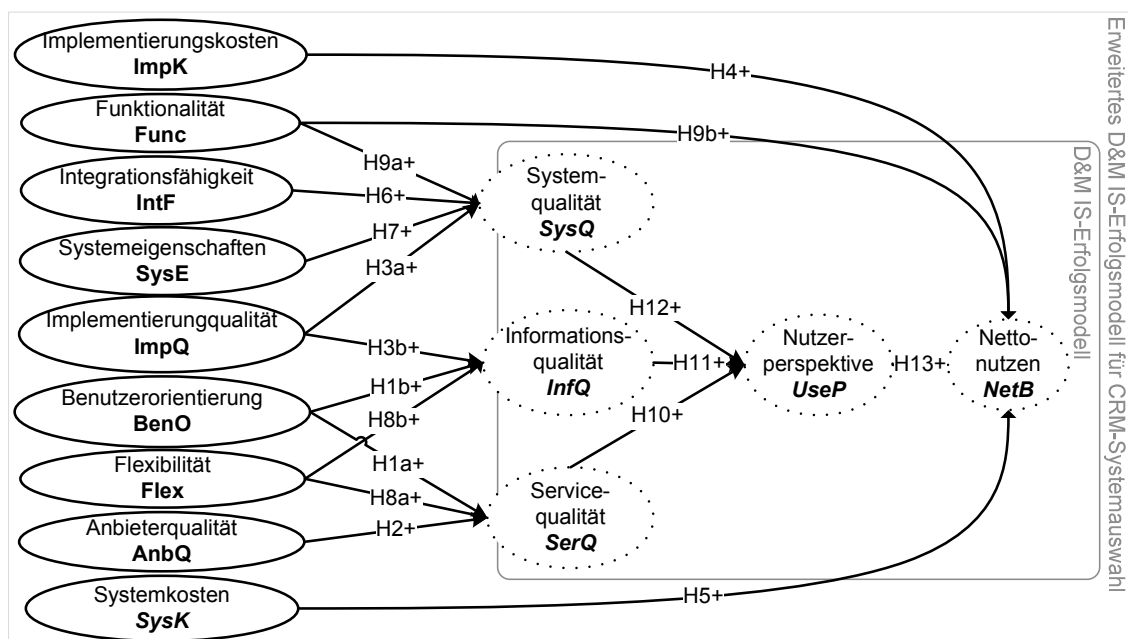 Implementierungskosten
ImpK
Funktionalität
Func
Integrationsfähigkeit
IntF
Systemeigenschaften
SysE
Implementierungqualität
ImpQ
Benutzerorientierung
BenO
Flexibilität
Flex
Anbieterqualität
AnbQ
Systemkosten
SysK
H4+
H9b+
H9a+
H6+
H7+
H3a+
H3b+
H1b+
H8b+
H1a+
H8a+
H2+
H5+
System-
qualität
SysQ
Informations-
qualität
InfQ
Service-
qualität
SerQ
H12+
H11+
H10+
Nutzer-
perspektive
UseP
H13+
Netto-
nutzen
NetB
D&M IS-Erfolgsmodell
Erweitertes D&M IS-Erfolgsmodell für CRM-Systemauswahl